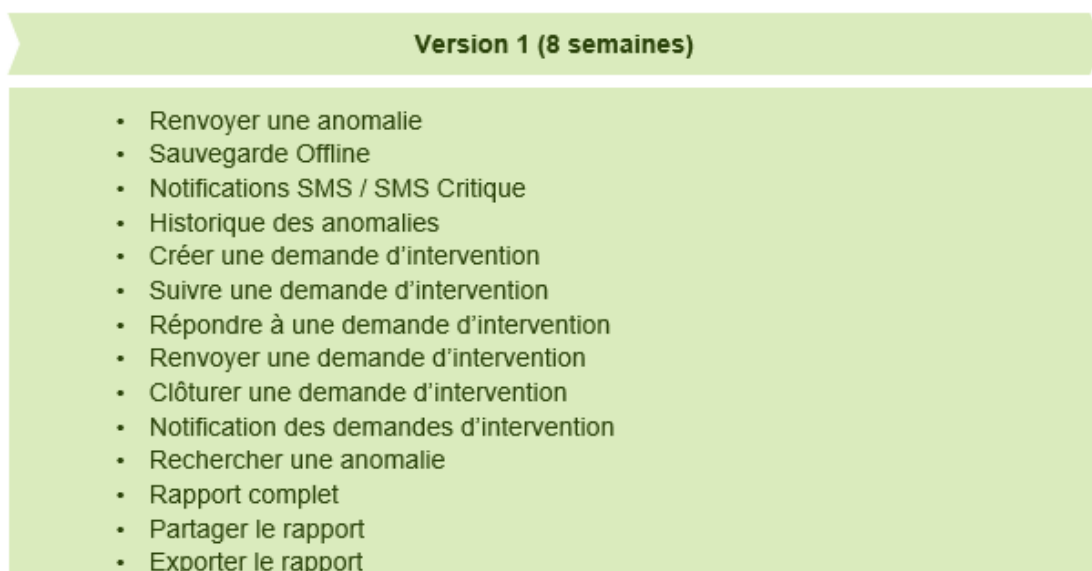 Version 1 (8 semaines)
• Renvoyer une anomalie
• Sauvegarde Offline
• Notifications SMS / SMS Critique
• Historique des anomalies
• Créer une demande d’intervention
• Suivre une demande d’intervention
• Répondre à une demande d’intervention
• Renvoyer une demande d’intervention
• Clôturer une demande d’intervention
• Notification des demandes d’intervention
• Rechercher une anomalie
• Rapport complet
• Partager le rapport
• Exporter le rapport